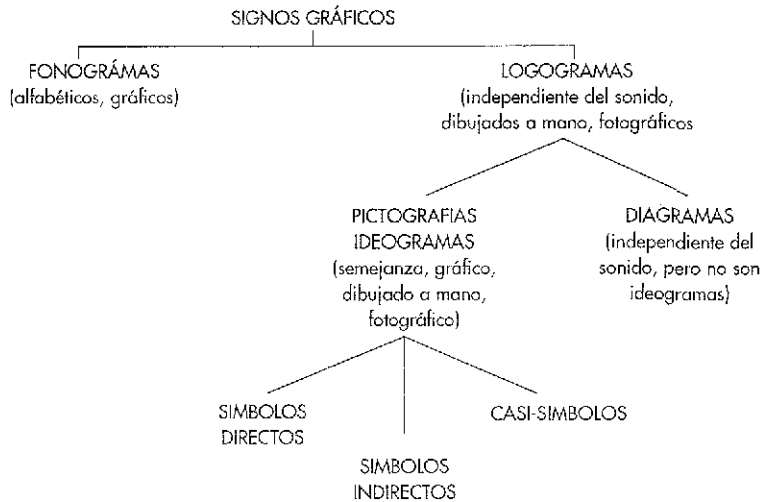 SIGNOS GRÁFICOS
FONOGRÁMAS
(alfabéticos, gráficos)
LOGOGRAMAS
(independiente del sonido,
dibujados a mano, fotográficos
PICTOGRAFIAS
IDEOGRAMAS
(semejanza, gráfico,
dibujado a mano,
fotográfico)
DIAGRAMAS
(independiente del
sonido, pero no son
ideogramas)
SIMBOLOS
DIRECTOS
SIMBOLOS
INDIRECTOS
CASI-SIMBOLOS